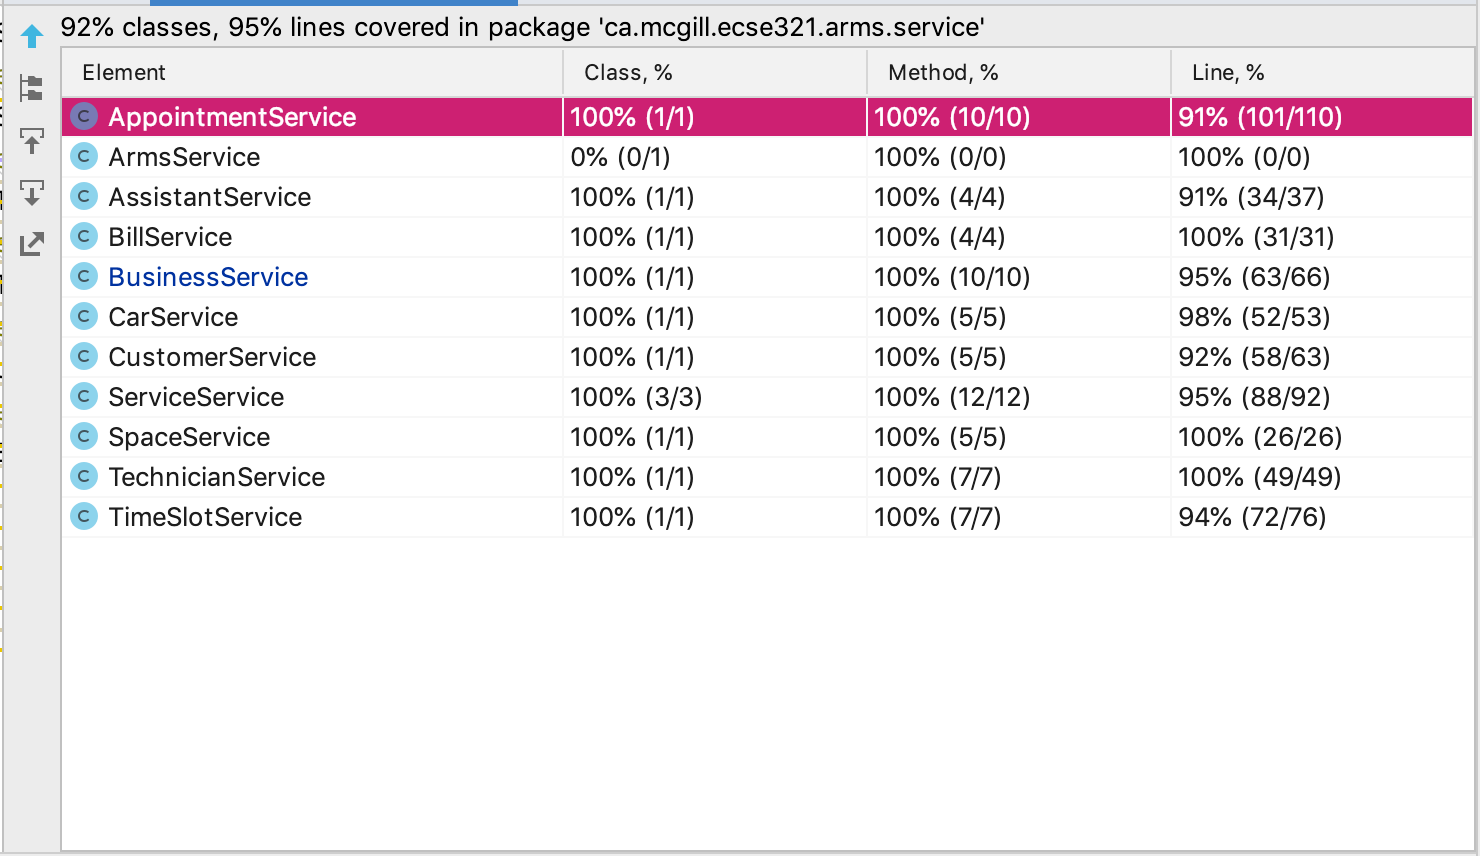 92% classes, 95% lines covered in package 'ca.mcgill.ecse321.arms.service'
Element Class, % Method, % Line, %
C AppointmentService 100% (1/1) 100% (10/10) 91% (101/110)
C ArmsService 0% (0/1) 100% (0/0) 100% (0/0)
C AssistantService 100% (1/1) 100% (4/4) 91% (34/37)
C BillService 100% (1/1) 100% (4/4) 100% (31/31)
C BusinessService 100% (1/1) 100% (10/10) 95% (63/66)
C CarService 100% (1/1) 100% (5/5) 98% (52/53)
C CustomerService 100% (1/1) 100% (5/5) 92% (58/63)
C ServiceService 100% (3/3) 100% (12/12) 95% (88/92)
C SpaceService 100% (1/1) 100% (5/5) 100% (26/26)
C TechnicianService 100% (1/1) 100% (7/7) 100% (49/49)
C TimeSlotService 100% (1/1) 100% (7/7) 94% (72/76)